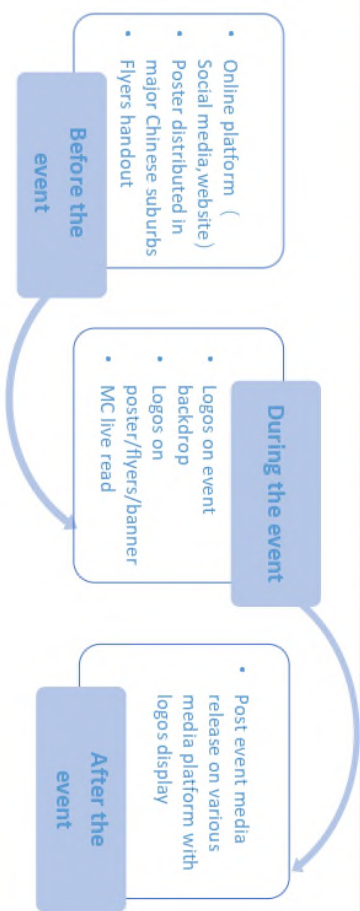 • Online platform (
Social media,website)
• Poster distributed in
major Chinese suburbs
• Flyers handout
Before the
event
During the event
• Logos on event
backdrop
• Logos on
poster/flyers/banner
• MC live read
• Post event media
release on various
media platform with
logos display
After the
event